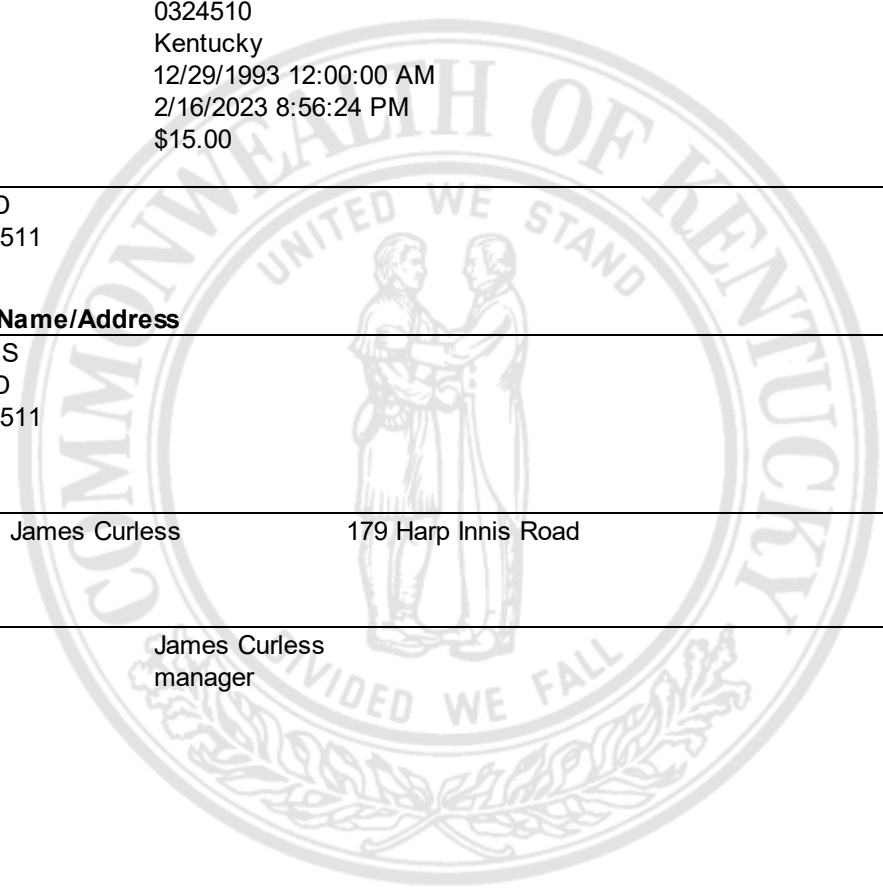 0324510
Kentucky
12/29/1993 12:00:00 AM
2/16/2023 8:56:24 PM
$15.00
D
511
Name/Address
S
D
511
James Curless 179 Harp Innis Road
James Curless
manager
COMMONWEALTH OF KENTUCKY
UNITED WE STAND
DIVIDED WE FALL